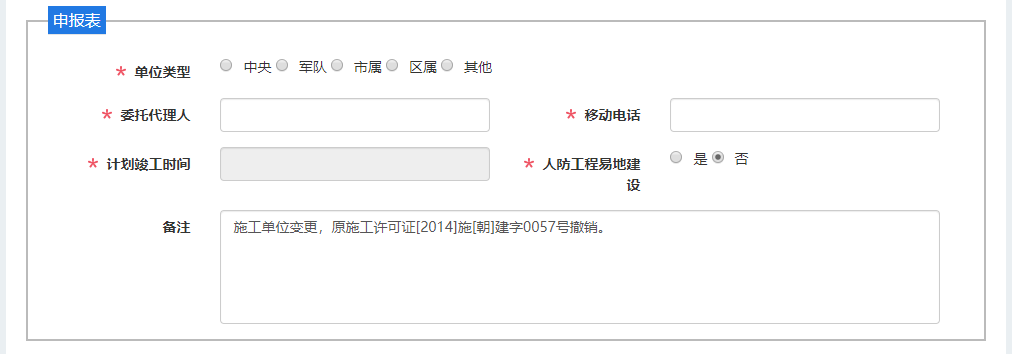 申报表
* 单位类型 中央 军队 市属 区属 其他
* 委托代理人 * 移动电话
* 计划竣工时间 * 人防工程易地建设 是 否
备注 施工单位变更，原施工许可证[2014]施[朝]建字0057号撤销。